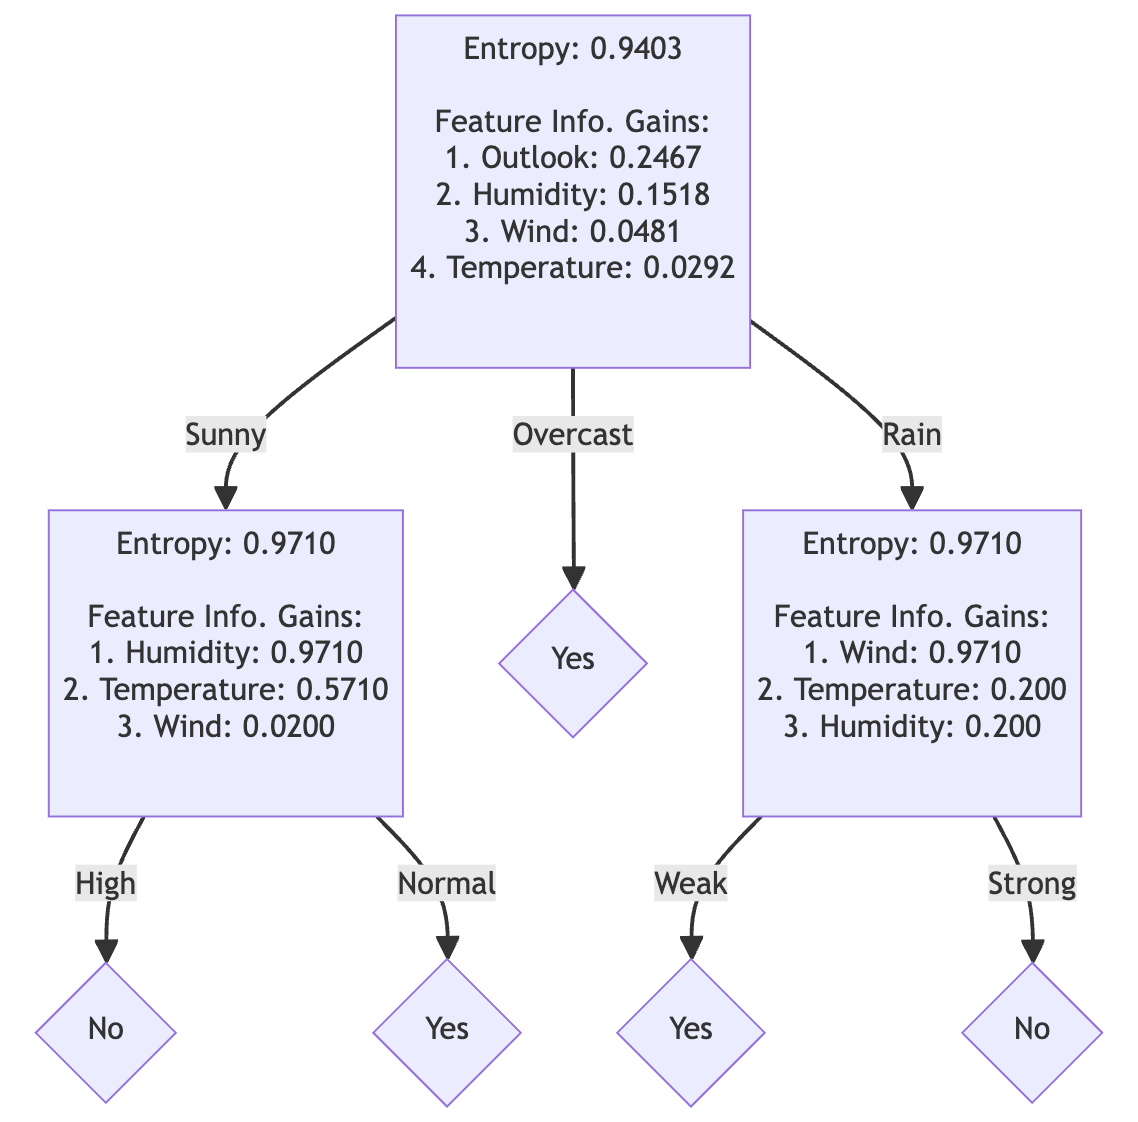 Entropy: 0.9403
Feature Info. Gains:
1. Outlook: 0.2467
2. Humidity: 0.1518
3. Wind: 0.0481
4. Temperature: 0.0292
Sunny
Overcast
Rain
Entropy: 0.9710
Feature Info. Gains:
1. Humidity: 0.9710
2. Temperature: 0.5710
3. Wind: 0.0200
Yes
Entropy: 0.9710
Feature Info. Gains:
1. Wind: 0.9710
2. Temperature: 0.200
3. Humidity: 0.200
High
Normal
Weak
Strong
No
Yes
Yes
No